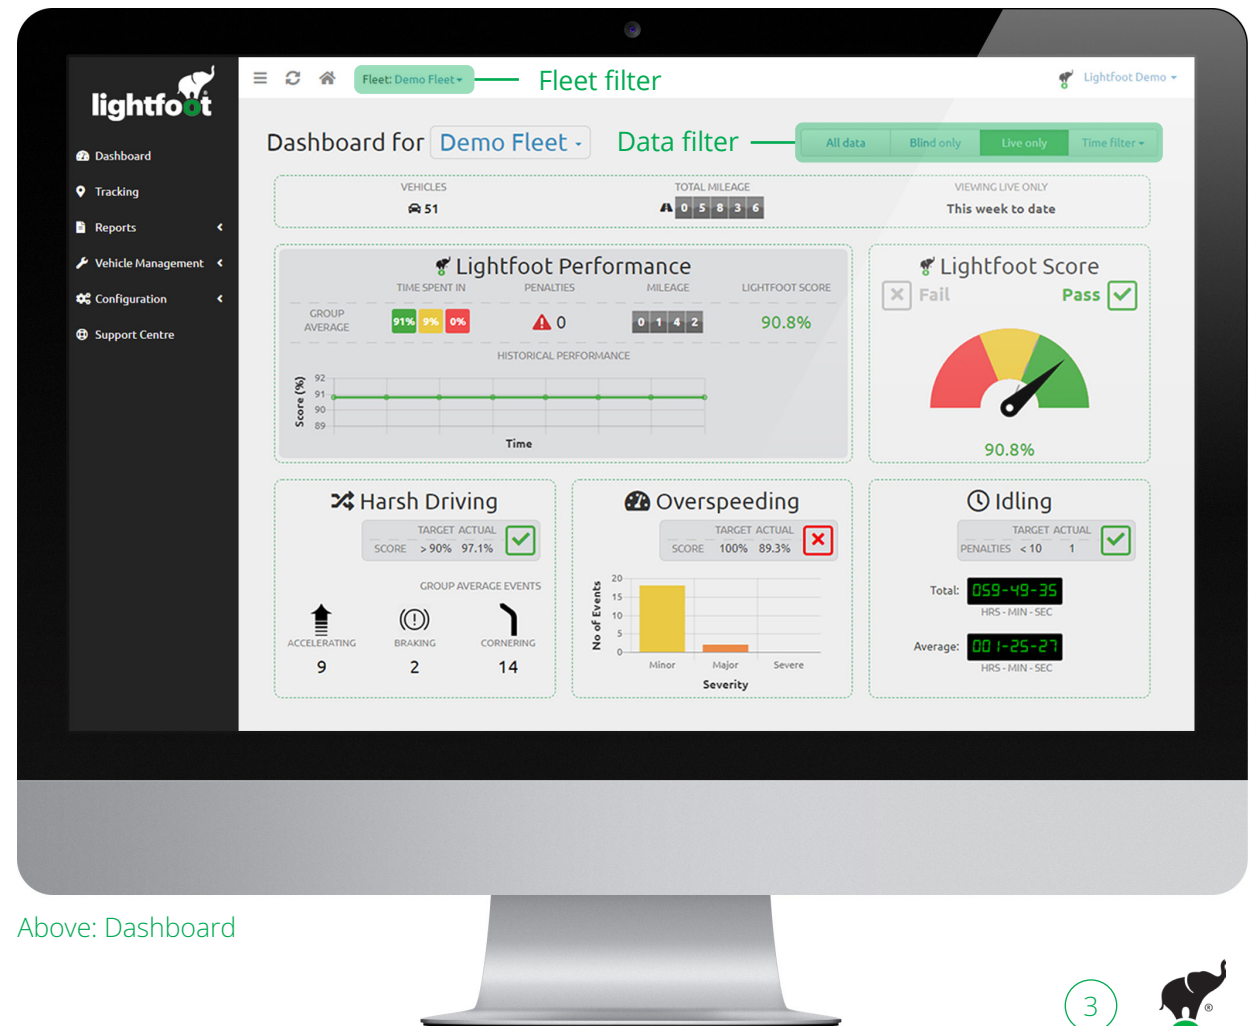 lightfoot
Fleet: Demo Fleet
Fleet filter
Lightfoot Demo
Dashboard
Tracking
Reports
Vehicle Management
Configuration
Support Centre
Dashboard for Demo Fleet
Data filter
All data Blind only Live only Time filter
VEHICLES
51
TOTAL MILEAGE
0 5 8 3 6
VIEWING LIVE ONLY
This week to date
Lightfoot Performance
TIME SPENT IN PENALTIES MILEAGE LIGHTFOOT SCORE
GROUP
AVERAGE
91% 9% 0% 0 0 1 4 2 90.8%
HISTORICAL PERFORMANCE
Score (%)
92
91
90
89
Time
Lightfoot Score
Fail Pass
90.8%
Harsh Driving
TARGET ACTUAL
SCORE > 90% 97.1%
GROUP AVERAGE EVENTS
ACCELERATING BRAKING CORNERING
9 2 14
Overspeeding
TARGET ACTUAL
SCORE 100% 89.3%
No of Events
20
15
10
5
0
Minor Major Severe
Severity
Idling
TARGET ACTUAL
PENALTIES < 10 1
Total: 059-49-35
HRS - MIN - SEC
Average: 001-25-27
HRS - MIN - SEC
Above: Dashboard
3
®